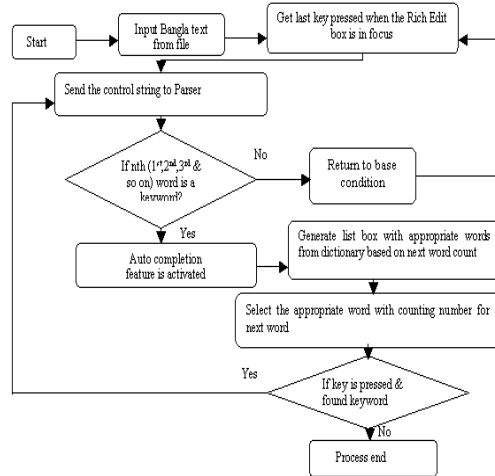 Start
Input Bangla text
from file
Get last key pressed when the Rich Edit
box is in focus
Send the control string to Parser
If nth (1st,2nd,3rd &
so on) word is a
keyword?
No
Return to base
condition
Yes
Auto completion
feature is activated
Generate list box with appropriate words
from dictionary based on next word count
Select the appropriate word with counting number for
next word
Yes
If key is pressed &
found keyword
No
Process end